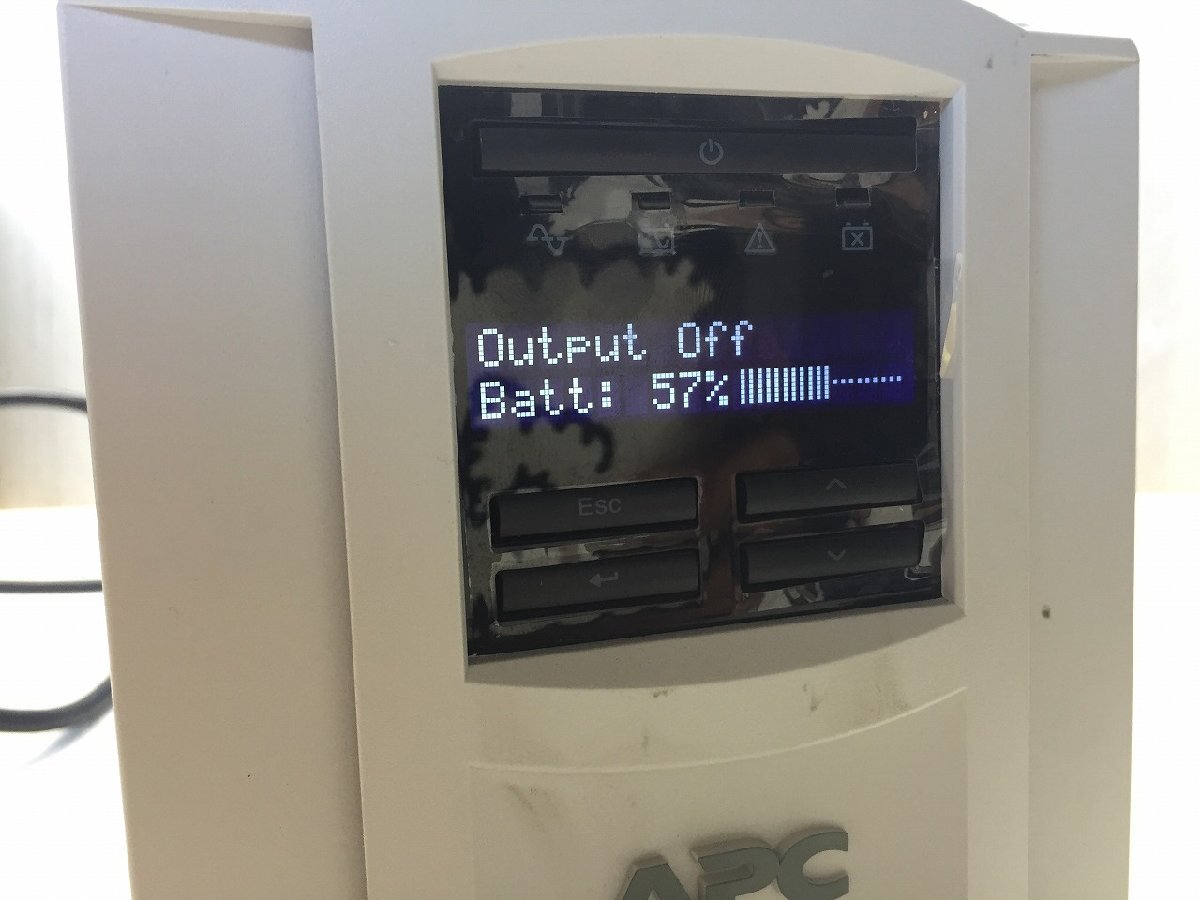 Output Off
Batt: 57%
Esc
APC